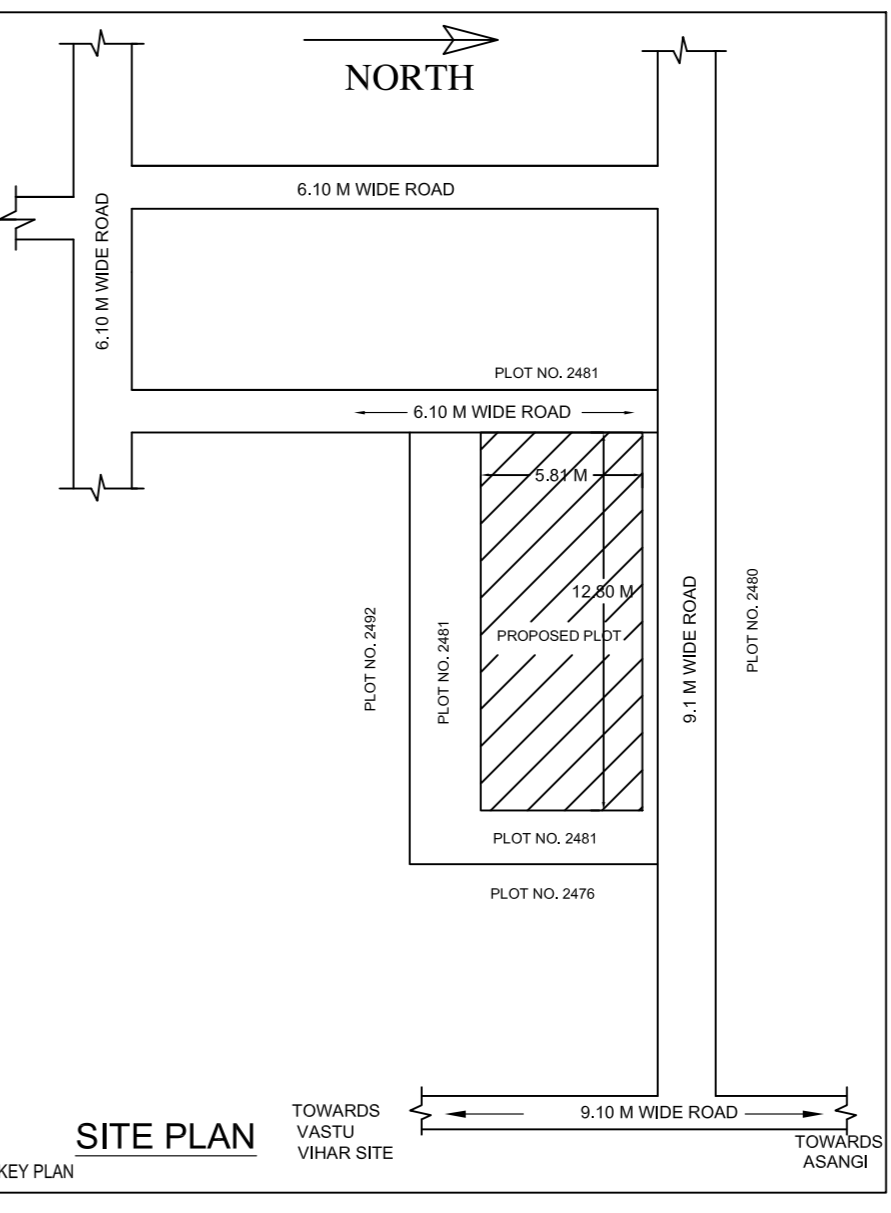 NORTH
6.10 M WIDE ROAD
6.10 M WIDE ROAD
PLOT NO. 2481
6.10 M WIDE ROAD
5.81 M
12.80 M
PROPOSED PLOT
PLOT NO. 2492
PLOT NO. 2481
9.1 M WIDE ROAD
PLOT NO. 2480
PLOT NO. 2481
PLOT NO. 2476
TOWARDS
VASTU
VIHAR SITE
9.10 M WIDE ROAD
TOWARDS
ASANGI
SITE PLAN
KEY PLAN